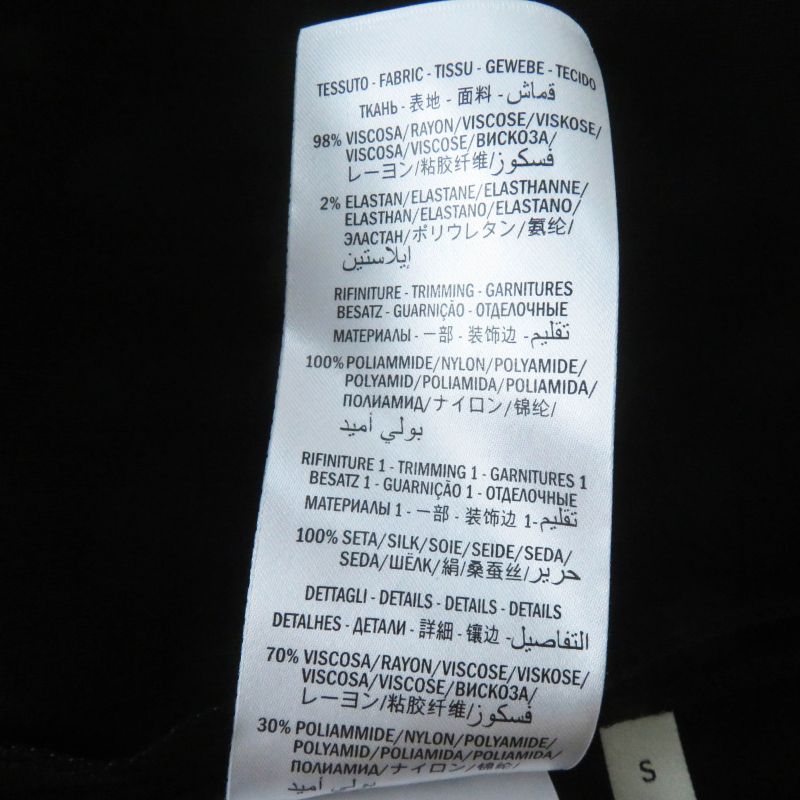 TESSUTO - FABRIC - TISSU - GEWEBE - TECIDO
ТКАНЬ - 表地 - 面料 - قماش
98% VISCOSA/RAYON/VISCOSE/VISKOSE/
VISCOSA/VISCOSE/ВИСКОЗА/
レーヨン/粘胶纤维/فسكوز
2% ELASTAN/ELASTANE/ELASTHANNE/
ELASTHAN/ELASTANO/ELASTANO/
ЭЛАСТАН/ポリウレタン/氨纶/
إيلاستين
RIFINITURE - TRIMMING - GARNITURES
BESATZ - GUARNIÇÃO - ОТДЕЛОЧНЫЕ
МАТЕРИАЛЫ - 一部 - 装饰边 - تقليم
100% POLIAMMIDE/NYLON/POLYAMIDE/
POLYAMID/POLIAMIDA/POLIAMIDA/
ПОЛИАМИД/ナイロン/锦纶/
بولي أميد
RIFINITURE 1 - TRIMMING 1 - GARNITURES 1
BESATZ 1 - GUARNIÇÃO 1 - ОТДЕЛОЧНЫЕ
МАТЕРИАЛЫ 1 - 一部 - 装饰边 1- تقليم
100% SETA/SILK/SOIE/SEIDE/SEDA/
SEDA/ШЁЛК/絹/桑蚕丝/حرير
DETTAGLI - DETAILS - DETAILS - DETAILS
DETALHES - ДЕТАЛИ - 詳細 - 镶边 - التفاصيل
70% VISCOSA/RAYON/VISCOSE/VISKOSE/
VISCOSA/VISCOSE/ВИСКОЗА/
レーヨン/粘胶纤维/فسكوز
30% POLIAMMIDE/NYLON/POLYAMIDE/
POLYAMID/POLIAMIDA/POLIAMIDA/
ПОЛИАМИД/ナイロン/锦纶/
بولي أميد
S